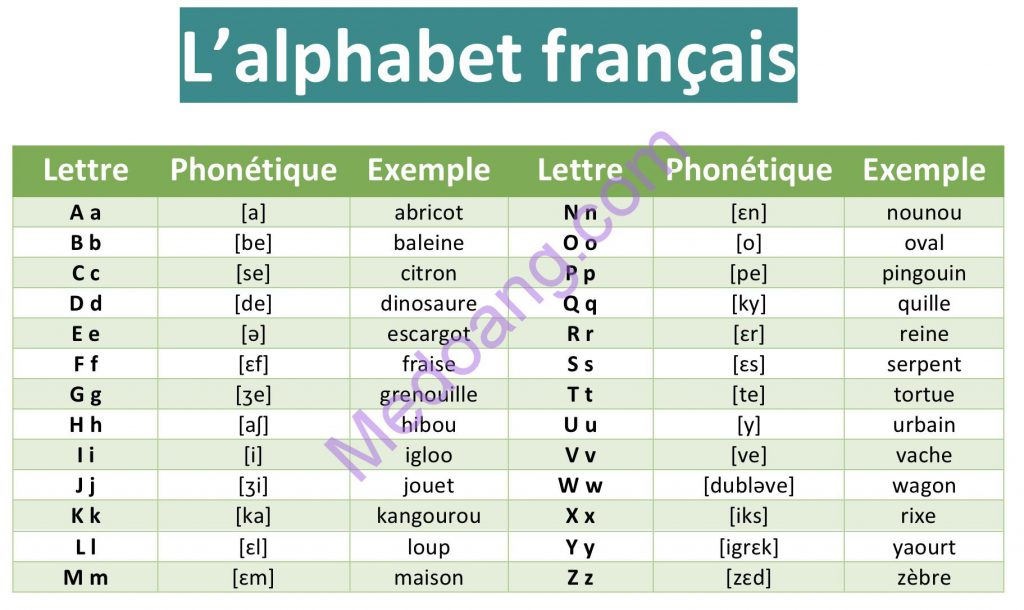 L’alphabet français
Lettre Phonétique Exemple Lettre Phonétique Exemple
A a [a] abricot N n [ɛn] nounou
B b [be] baleine O o [o] oval
C c [se] citron P p [pe] pingouin
D d [de] dinosaure Q q [ky] quille
E e [ə] escargot R r [ɛr] reine
F f [ɛf] fraise S s [ɛs] serpent
G g [ʒe] grenouille T t [te] tortue
H h [aʃ] hibou U u [y] urbain
I i [i] igloo V v [ve] vache
J j [ʒi] jouet W w [dubləve] wagon
K k [ka] kangourou X x [iks] rixe
L l [ɛl] loup Y y [igrɛk] yaourt
M m [ɛm] maison Z z [zɛd] zèbre
Medoang.com